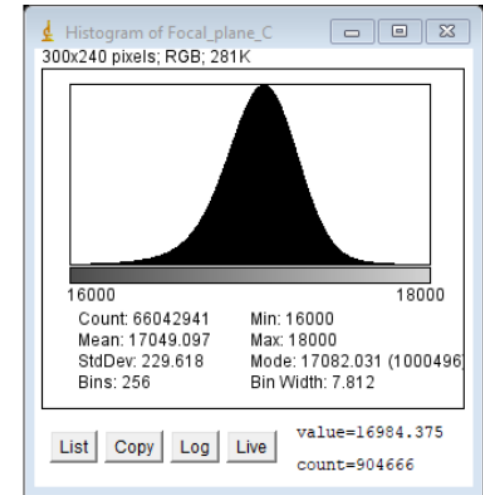 Histogram of Focal_plane_C
300x240 pixels; RGB; 281K
16000 18000
Count: 66042941 Min: 16000
Mean: 17049.097 Max: 18000
StdDev: 229.618 Mode: 17082.031 (1000496)
Bins: 256 Bin Width: 7.812
List Copy Log Live value=16984.375
count=904666